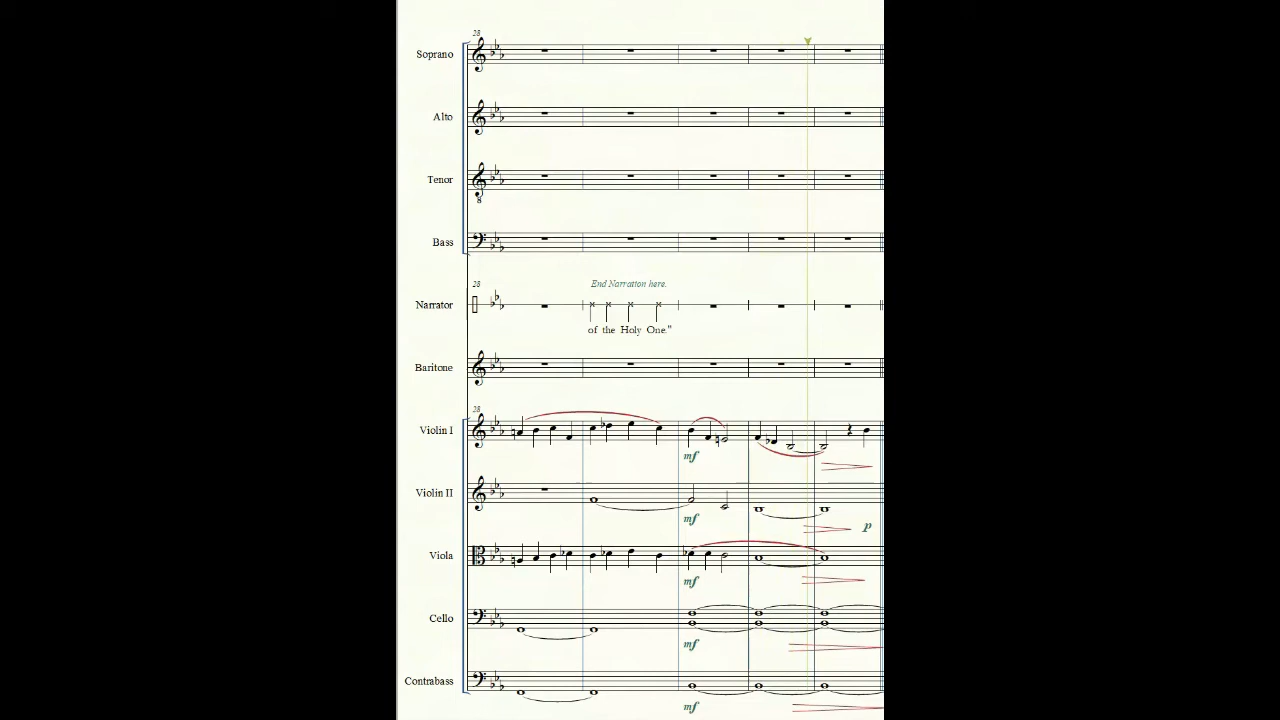 28
Soprano
Alto
Tenor
8
Bass
End Narration here.
28
Narrator
of the Holy One."
Baritone
28
Violin I
mf
Violin II
mf
p
Viola
mf
Cello
mf
Contrabass
mf